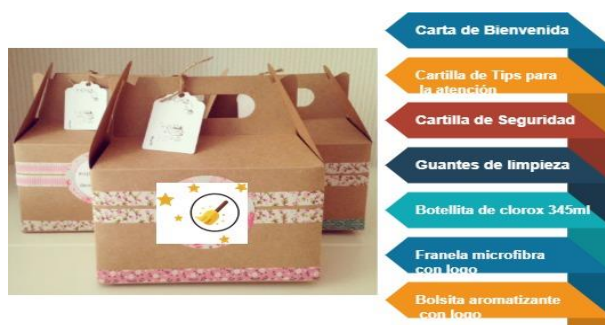 Carta de Bienvenida
Cartilla de Tips para
la atención
Cartilla de Seguridad
Guantes de limpieza
Botellita de clorox 345ml
Franela microfibra
con logo
Bolsita aromatizante
con logo